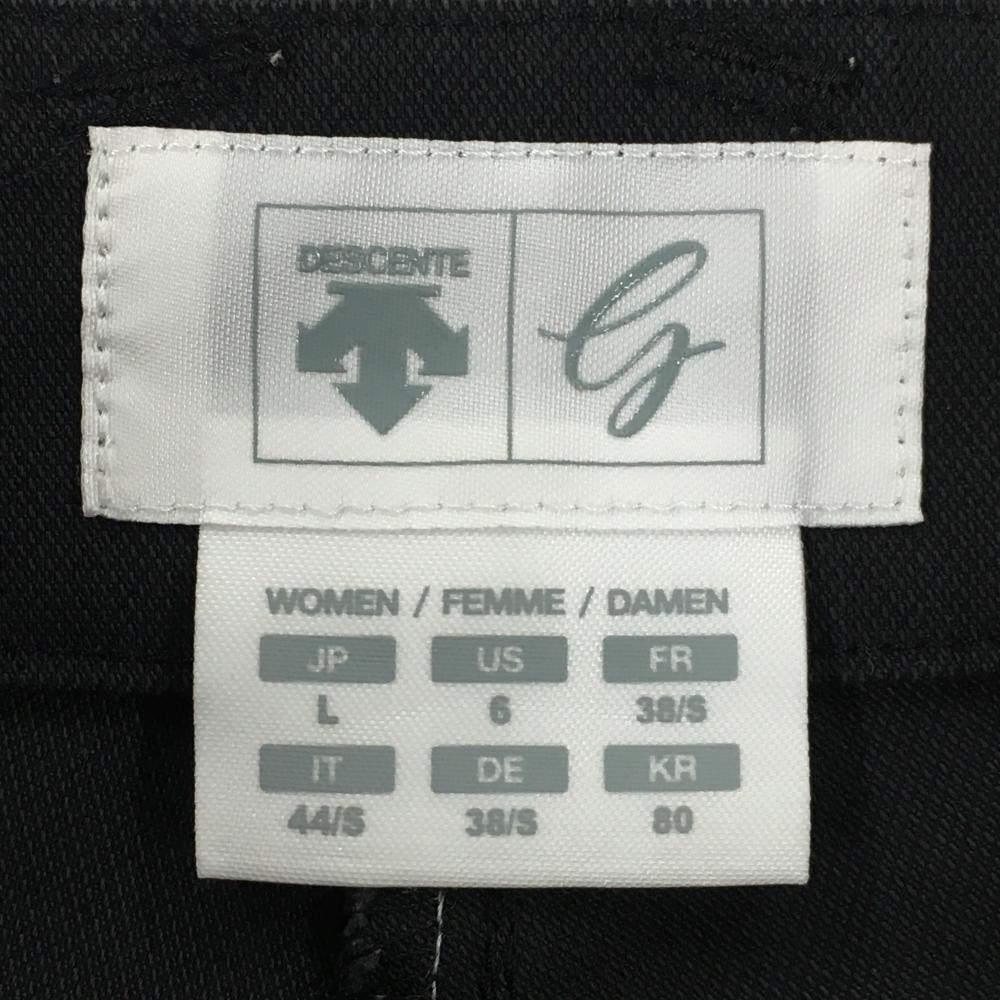 DESCENTE
G
WOMEN / FEMME / DAMEN
JP US FR
L 6 38/S
IT DE KR
44/S 38/S 80